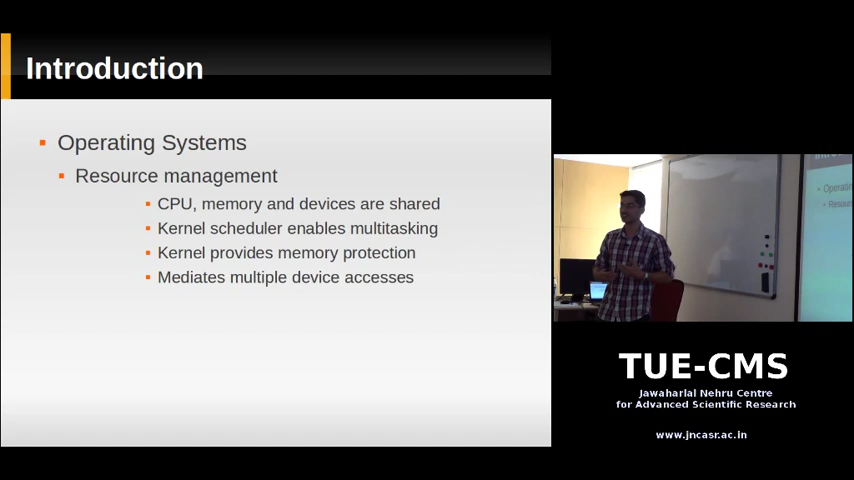 Introduction
Operating Systems
Resource management
CPU, memory and devices are shared
Kernel scheduler enables multitasking
Kernel provides memory protection
Mediates multiple device accesses
TUE-CMS
Jawaharlal Nehru Centre
for Advanced Scientific Research
www.jncasr.ac.in